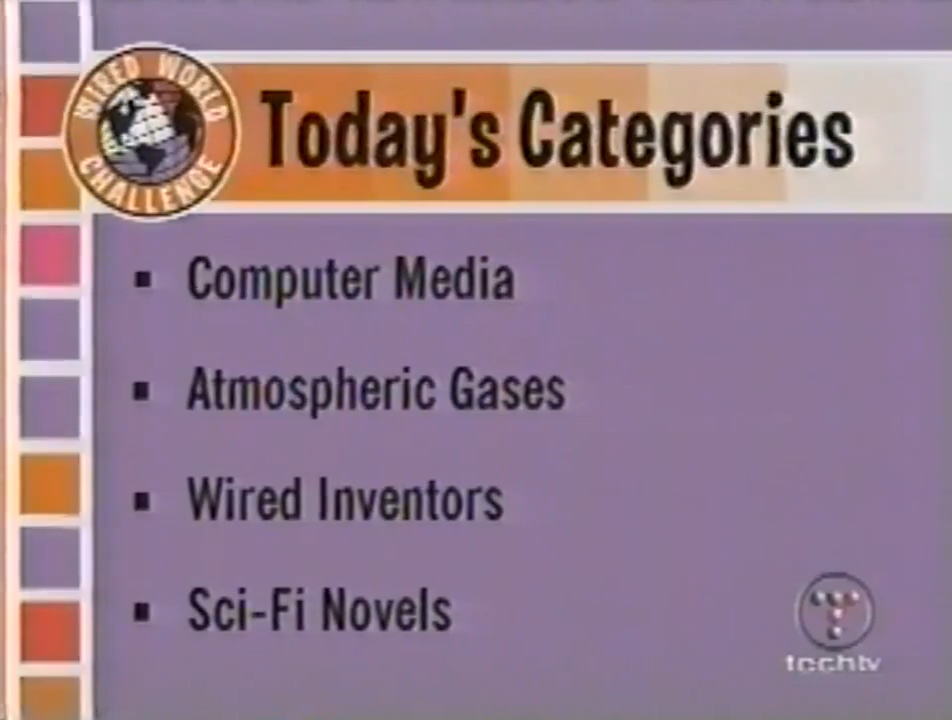 WIRED WORLD
CHALLENGE
Today's Categories
▪ Computer Media
▪ Atmospheric Gases
▪ Wired Inventors
▪ Sci-Fi Novels
techtv